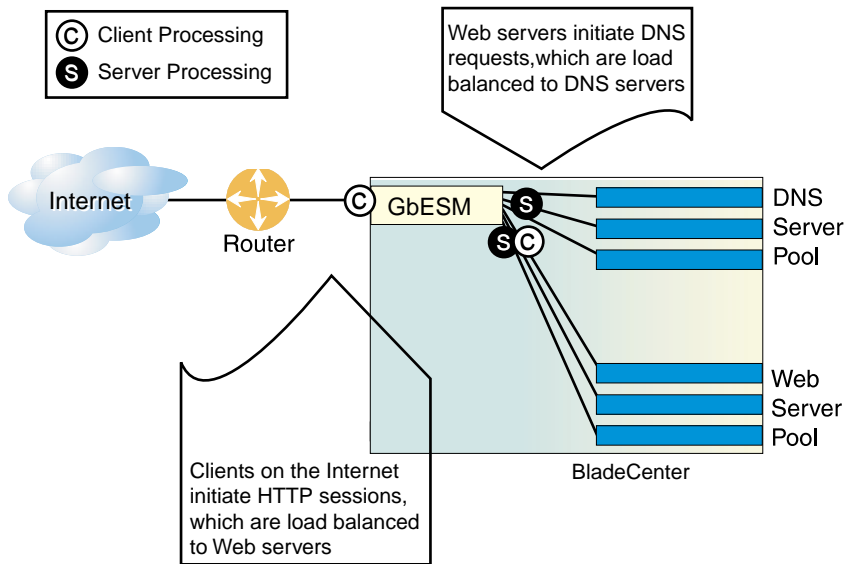 C Client Processing
S Server Processing
Web servers initiate DNS
requests,which are load
balanced to DNS servers
Internet
Router
C
GbESM
S
S C
DNS
Server
Pool
Web
Server
Pool
BladeCenter
Clients on the Internet
initiate HTTP sessions,
which are load balanced
to Web servers